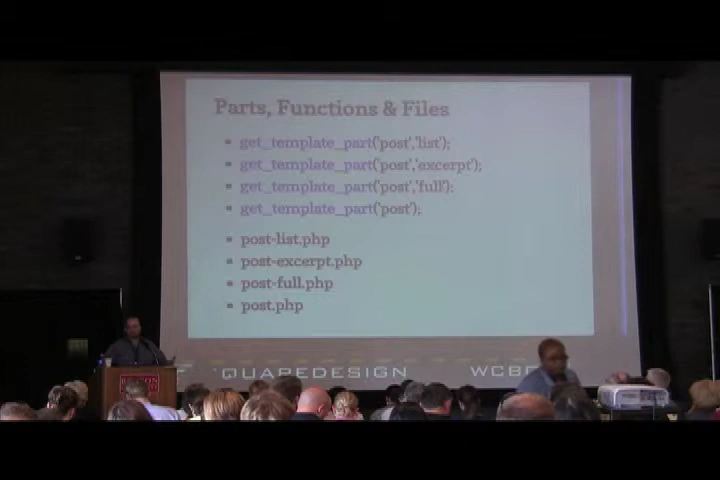 Parts, Functions & Files
get_template_part('post','list');
get_template_part('post','excerpt');
get_template_part('post','full');
get_template_part('post');
post-list.php
post-excerpt.php
post-full.php
post.php
QUAPEDESIGN
WCBO